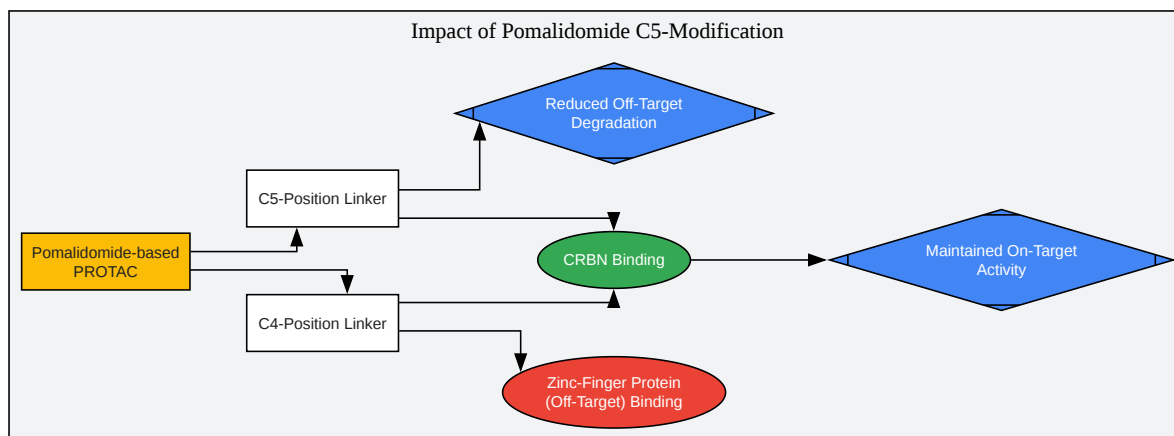 Impact of Pomalidomide C5-Modification
Reduced Off-Target
Degradation
C5-Position Linker
Pomalidomide-based
PROTAC
CRBN Binding
Maintained On-Target
Activity
C4-Position Linker
Zinc-Finger Protein
(Off-Target) Binding